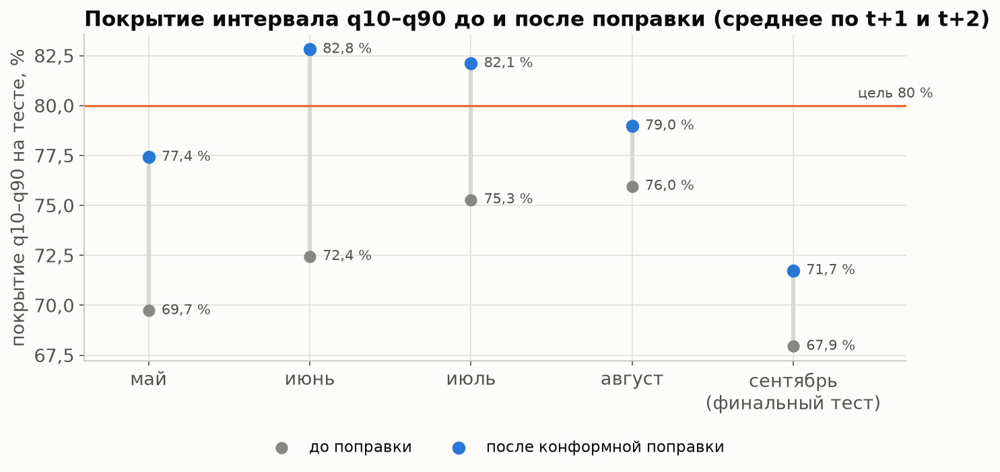 Покрытие интервала q10–q90 до и после поправки (среднее по t+1 и t+2)
покрытие q10–q90 на тесте, %
82,5
80,0
77,5
75,0
72,5
70,0
67,5
77,4 %
69,7 %
82,8 %
72,4 %
82,1 %
75,3 %
79,0 %
76,0 %
71,7 %
67,9 %
цель 80 %
май
июнь
июль
август
сентябрь
(финальный тест)
до поправки
после конформной поправки